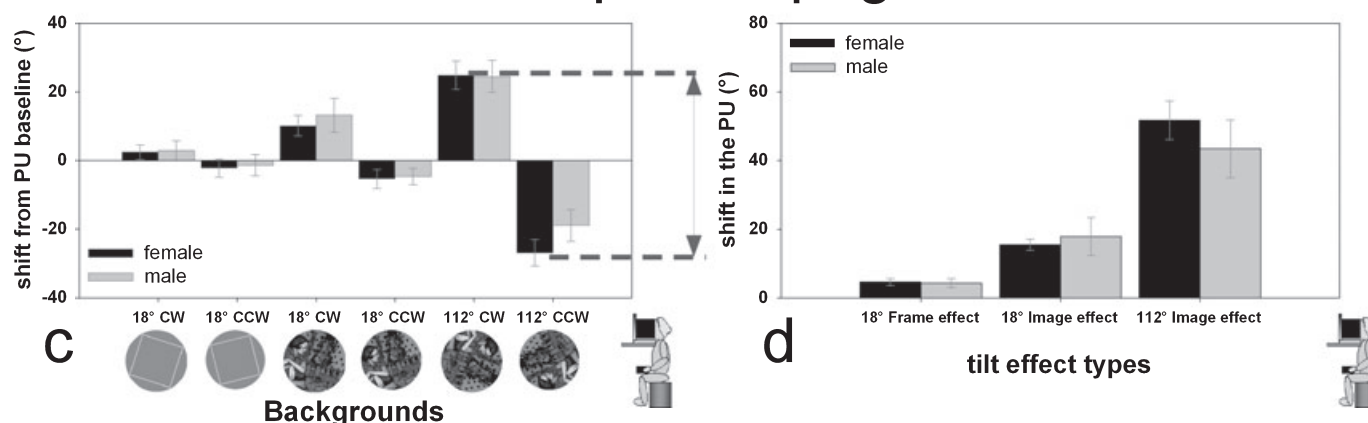 40
20
0
-20
-40
shift from PU baseline (°)
female
male
18° CW
18° CCW
18° CW
18° CCW
112° CW
112° CCW
c
Backgrounds
80
60
40
20
0
shift in the PU (°)
female
male
18° Frame effect
18° Image effect
112° Image effect
d
tilt effect types